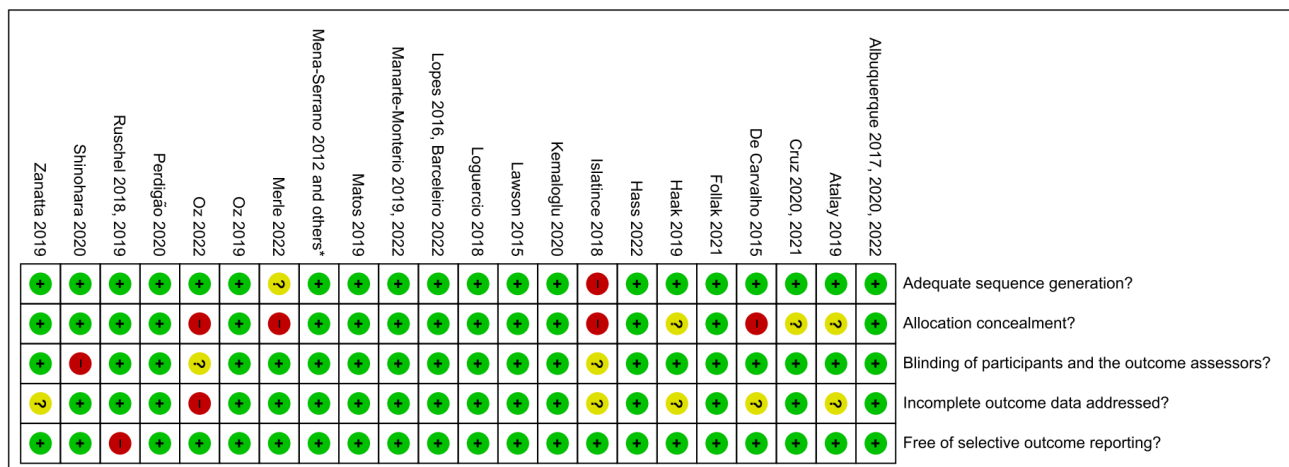 Zanatta 2019
Shinohara 2020
Ruschel 2018, 2019
Perdigão 2020
Oz 2022
Oz 2019
Merle 2022
Mena-Serrano 2012 and others*
Matos 2019
Manarte-Monterio 2019, 2022
Lopes 2016, Barceleiro 2022
Loguercio 2018
Lawson 2015
Kemaloglu 2020
Islatince 2018
Hass 2022
Haak 2019
Follak 2021
De Carvalho 2015
Cruz 2020, 2021
Atalay 2019
Albuquerque 2017, 2020, 2022
+ + + + + + ? + + + + + + + - + + + + + + + Adequate sequence generation?
+ + + + - + - + + + + + + + - + ? + - ? ? + Allocation concealment?
+ - + + ? + + + + + + + + + ? + + + + + + + Blinding of participants and the outcome assessors?
? + + + - + + + + + + + + + ? + ? + ? + ? + Incomplete outcome data addressed?
+ + - + + + + + + + + + + + + + + + + + + + Free of selective outcome reporting?